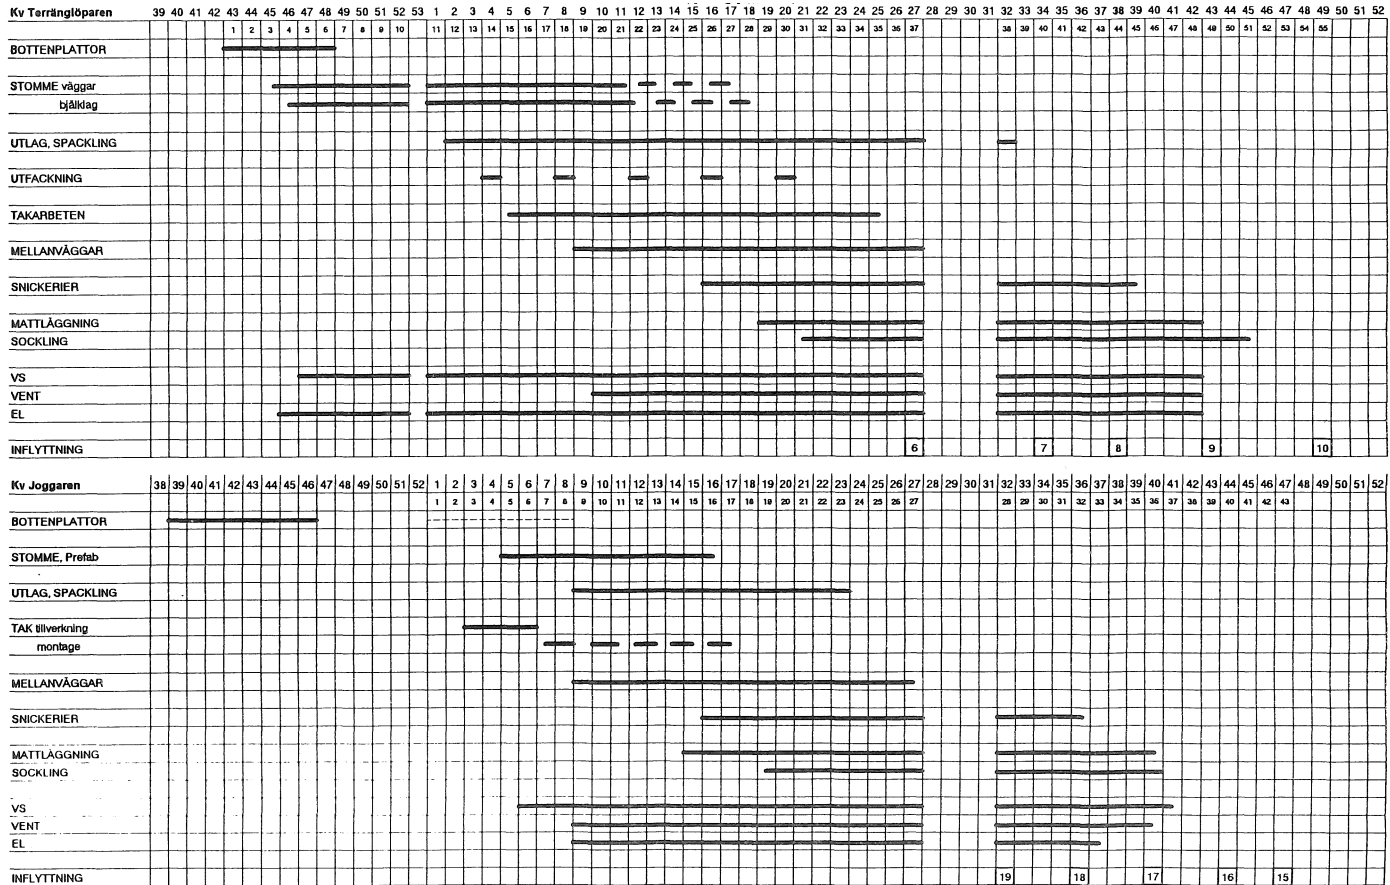 Kv Terränglöparen 39 40 41 42 43 44 45 46 47 48 49 50 51 52 53 1 2 3 4 5 6 7 8 9 10 11 12 13 14 15 16 17 18 19 20 21 22 23 24 25 26 27 28 29 30 31 32 33 34 35 36 37 38 39 40 41 42 43 44 45 46 47 48 49 50 51 52
1 2 3 4 5 6 7 8 9 10 11 12 13 14 15 16 17 18 19 20 21 22 23 24 25 26 27 28 29 30 31 32 33 34 35 36 37 38 39 40 41 42 43 44 45 46 47 48 49 50 51 52 53 54 55
BOTTENPLATTOR
STOMME väggar
bjälklag
UTLAG, SPACKLING
UTFACKNING
TAKARBETEN
MELLANVÄGGAR
SNICKERIER
MATTLÄGGNING
SOCKLING
VS
VENT
EL
INFLYTTNING 6 7 8 9 10
Kv Joggaren 38 39 40 41 42 43 44 45 46 47 48 49 50 51 52 1 2 3 4 5 6 7 8 9 10 11 12 13 14 15 16 17 18 19 20 21 22 23 24 25 26 27 28 29 30 31 32 33 34 35 36 37 38 39 40 41 42 43 44 45 46 47 48 49 50 51 52
1 2 3 4 5 6 7 8 9 10 11 12 13 14 15 16 17 18 19 20 21 22 23 24 25 26 27 28 29 30 31 32 33 34 35 36 37 38 39 40 41 42 43
BOTTENPLATTOR
STOMME, Prefab
UTLAG, SPACKLING
TAK tillverkning
montage
MELLANVÄGGAR
SNICKERIER
MATTLÄGGNING
SOCKLING
VS
VENT
EL
INFLYTTNING 19 18 17 16 15